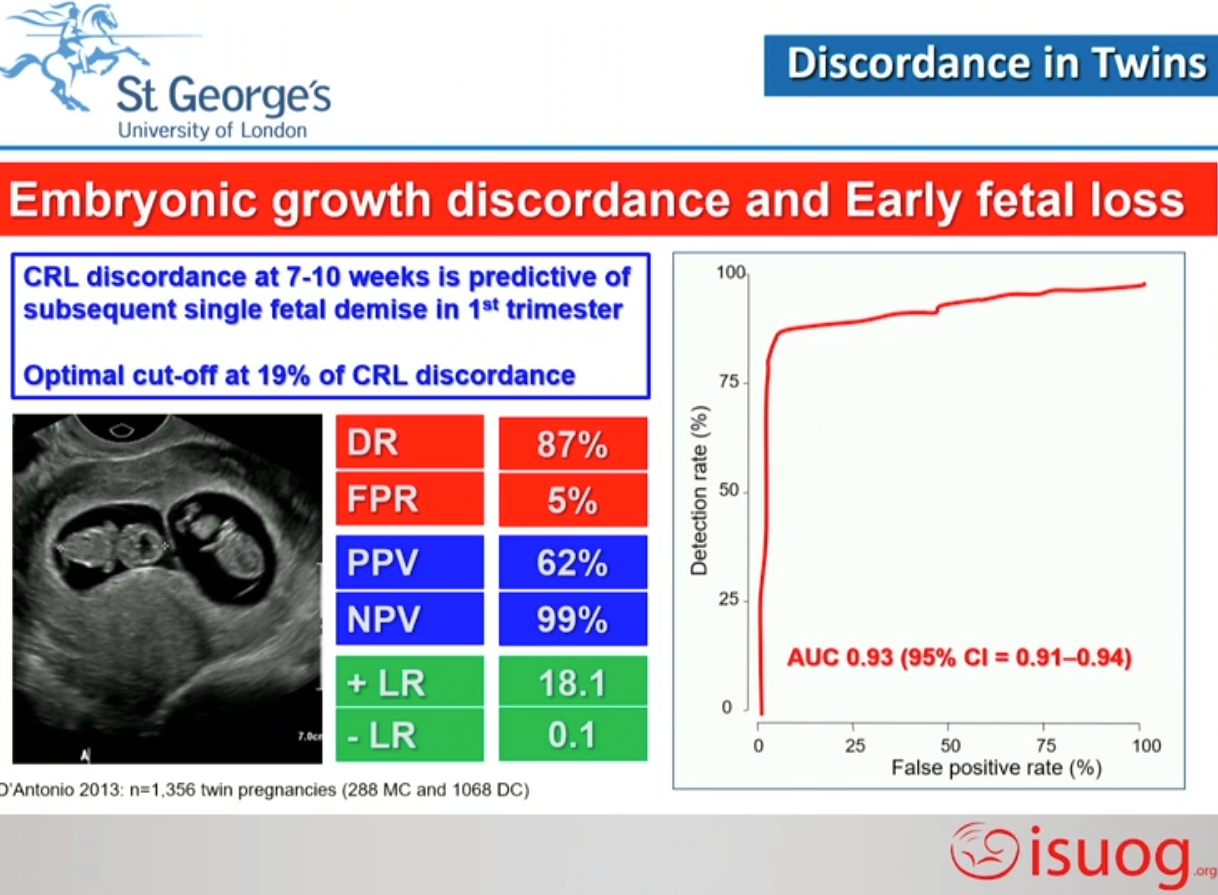 St George's
University of London
Discordance in Twins
Embryonic growth discordance and Early fetal loss
CRL discordance at 7-10 weeks is predictive of
subsequent single fetal demise in 1st trimester
Optimal cut-off at 19% of CRL discordance
DR 87%
FPR 5%
PPV 62%
NPV 99%
+ LR 18.1
- LR 0.1
7.0cm
A
100
75
50
25
0
Detection rate (%)
AUC 0.93 (95% CI = 0.91–0.94)
0 25 50 75 100
False positive rate (%)
D'Antonio 2013: n=1,356 twin pregnancies (288 MC and 1068 DC)
isuog.org